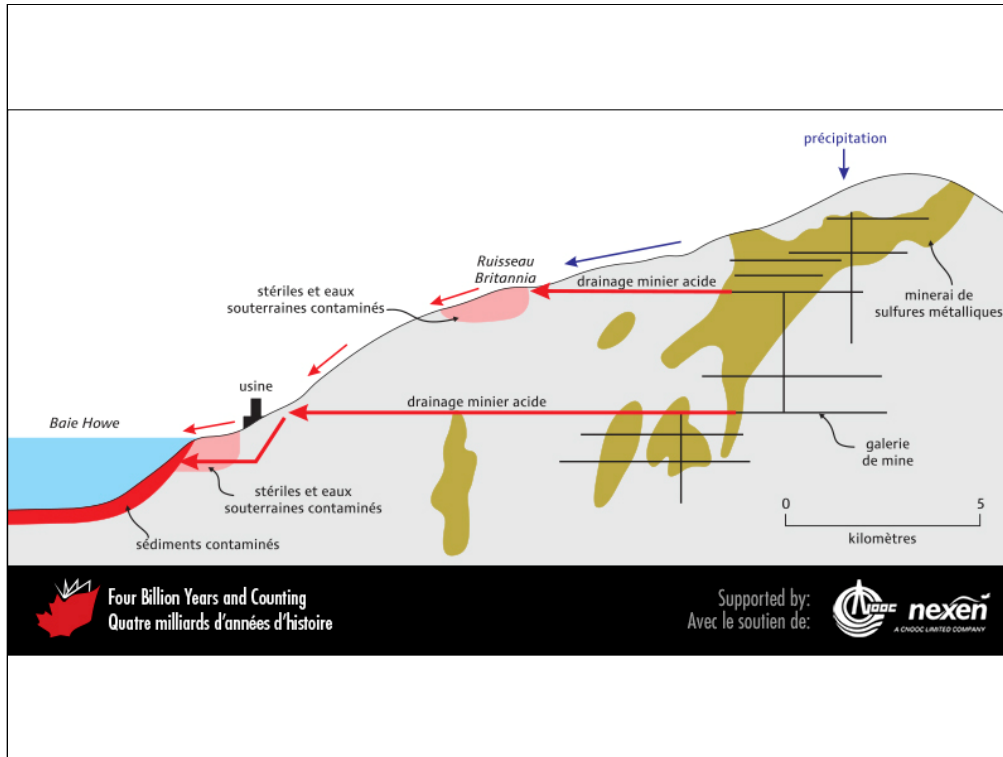 précipitation
Ruisseau
Britannia
drainage minier acide
stériles et eaux
souterraines contaminés
minerai de
sulfures métalliques
usine
drainage minier acide
Baie Howe
galerie
de mine
stériles et eaux
souterraines contaminés
sédiments contaminés
0 5
kilomètres
Four Billion Years and Counting
Quatre milliards d'années d'histoire
Supported by:
Avec le soutien de:
CNOOC
nexen
A CNOOC LIMITED COMPANY